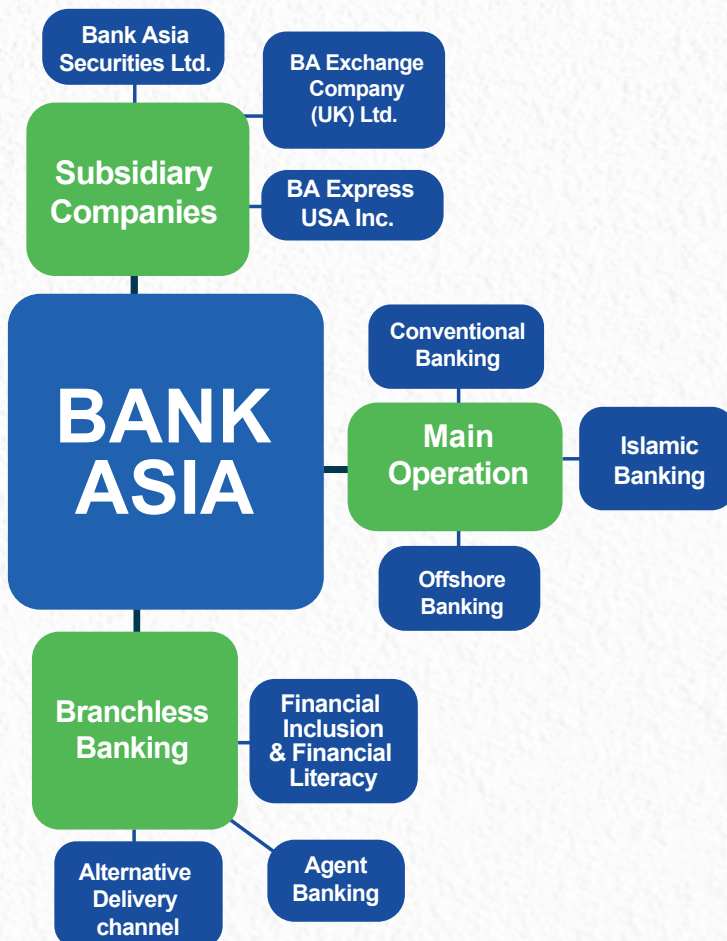 Bank Asia
Securities Ltd.
BA Exchange
Company
(UK) Ltd.
Subsidiary
Companies
BA Express
USA Inc.
BANK
ASIA
Conventional
Banking
Main
Operation
Islamic
Banking
Offshore
Banking
Branchless
Banking
Financial
Inclusion
& Financial
Literacy
Agent
Banking
Alternative
Delivery
channel